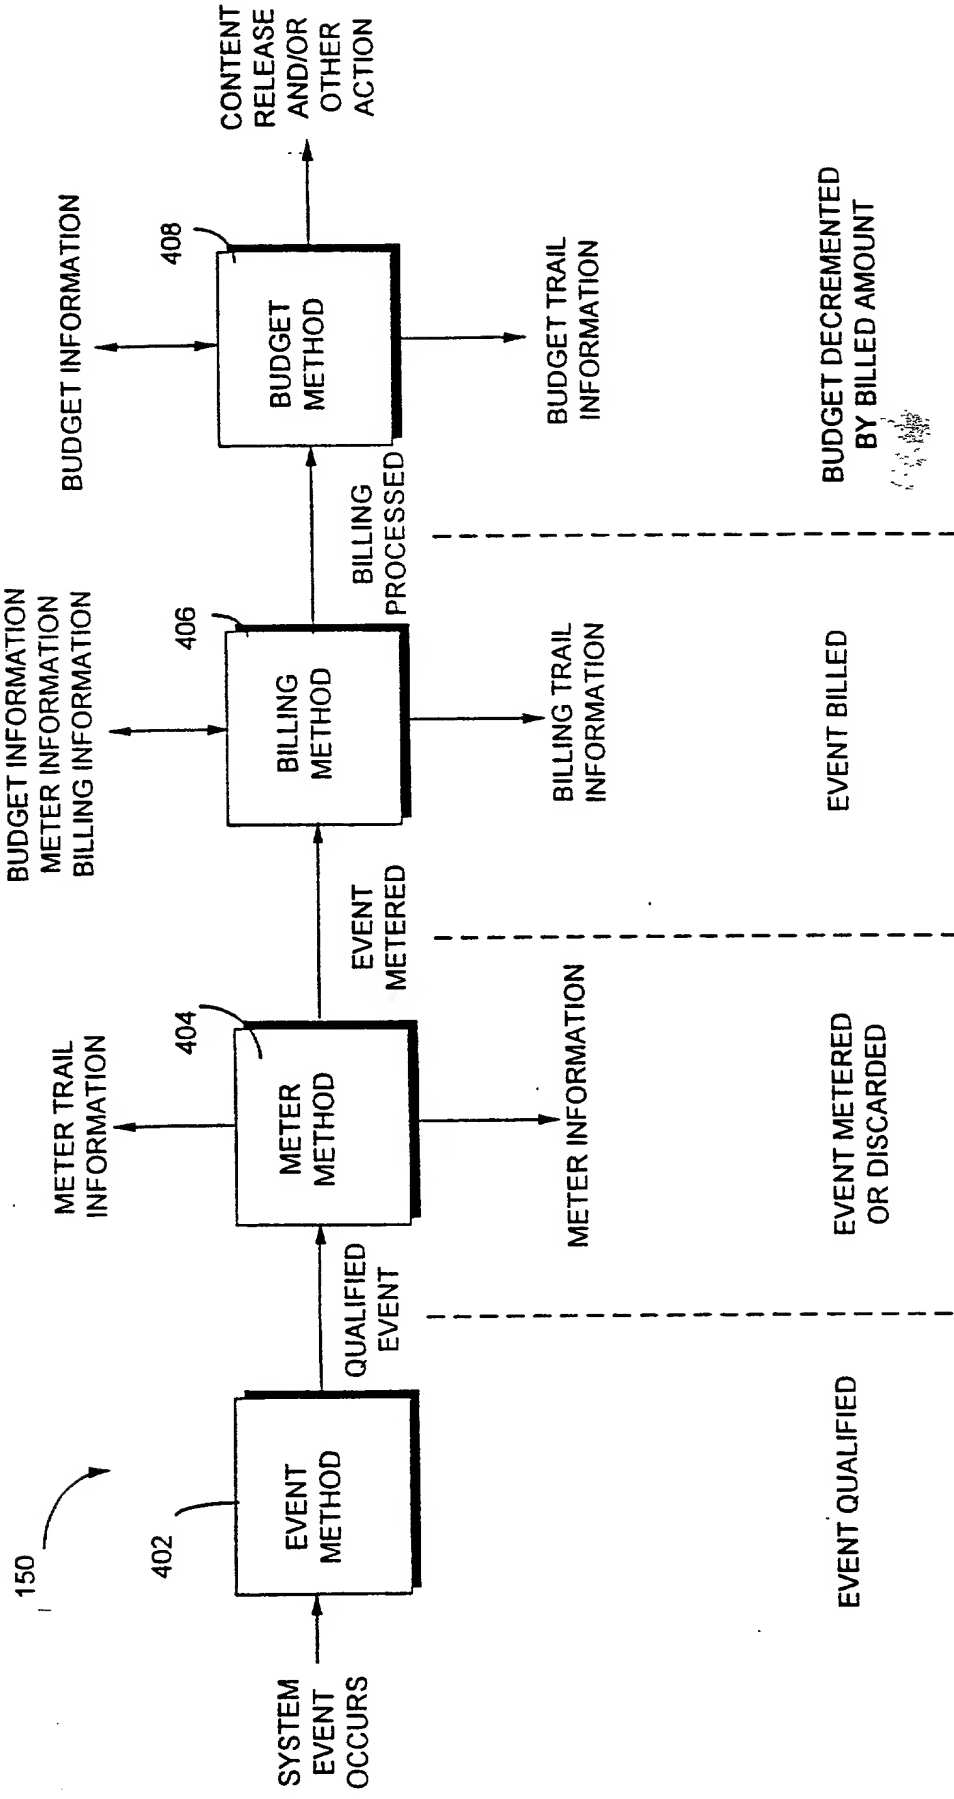 150
SYSTEM
EVENT
OCCURS
402
EVENT
METHOD
QUALIFIED
EVENT
METER TRAIL
INFORMATION
404
METER
METHOD
METER INFORMATION
EVENT
METERED
BUDGET INFORMATION
METER INFORMATION
BILLING INFORMATION
406
BILLING
METHOD
BILLING TRAIL
INFORMATION
BILLING
PROCESSED
BUDGET INFORMATION
408
BUDGET
METHOD
BUDGET TRAIL
INFORMATION
CONTENT
RELEASE
AND/OR
OTHER
ACTION
EVENT QUALIFIED
EVENT METERED
OR DISCARDED
EVENT BILLED
BUDGET DECREMENTED
BY BILLED AMOUNT